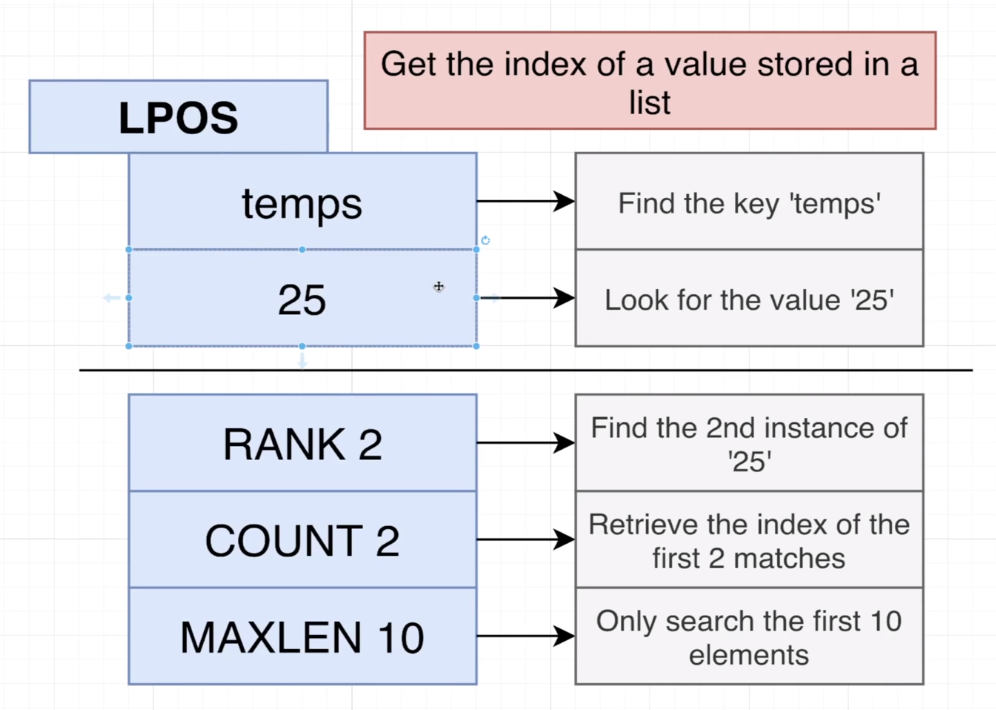 Get the index of a value stored in a
list
LPOS
temps
Find the key 'temps'
25
Look for the value '25'
RANK 2
Find the 2nd instance of
'25'
COUNT 2
Retrieve the index of the
first 2 matches
MAXLEN 10
Only search the first 10
elements